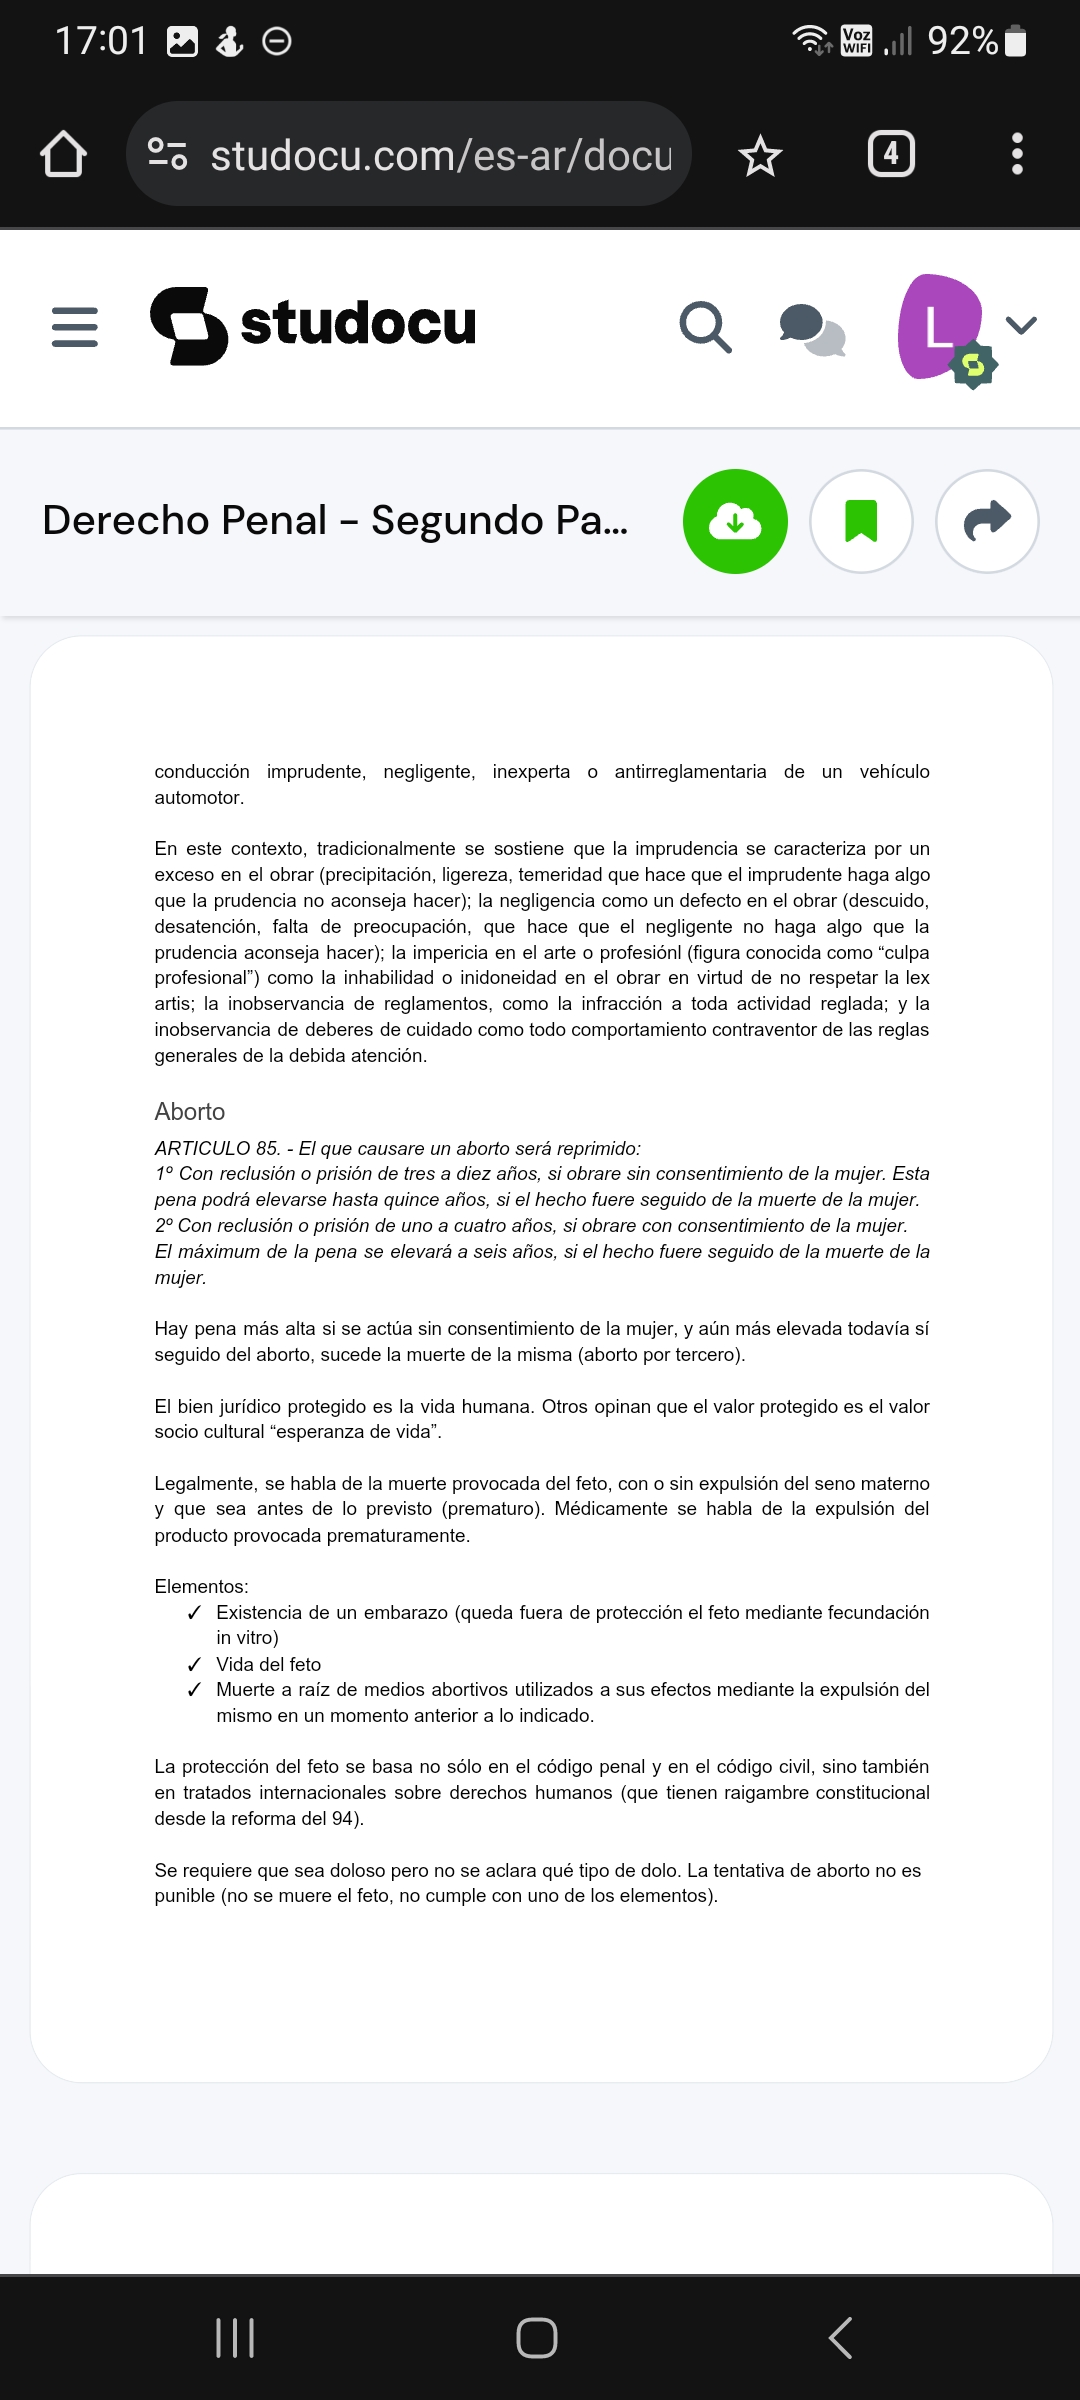 17:01
Voz
WIFI
92%
studocu.com/es-ar/docu
4
studocu
L
Derecho Penal - Segundo Pa...
conducción imprudente, negligente, inexperta o antirreglamentaria de un vehículo
automotor.
En este contexto, tradicionalmente se sostiene que la imprudencia se caracteriza por un
exceso en el obrar (precipitación, ligereza, temeridad que hace que el imprudente haga algo
que la prudencia no aconseja hacer); la negligencia como un defecto en el obrar (descuido,
desatención, falta de preocupación, que hace que el negligente no haga algo que la
prudencia aconseja hacer); la impericia en el arte o profesiónl (figura conocida como “culpa
profesional”) como la inhabilidad o inidoneidad en el obrar en virtud de no respetar la lex
artis; la inobservancia de reglamentos, como la infracción a toda actividad reglada; y la
inobservancia de deberes de cuidado como todo comportamiento contraventor de las reglas
generales de la debida atención.
Aborto
ARTICULO 85. - El que causare un aborto será reprimido:
1º Con reclusión o prisión de tres a diez años, si obrare sin consentimiento de la mujer. Esta
pena podrá elevarse hasta quince años, si el hecho fuere seguido de la muerte de la mujer.
2º Con reclusión o prisión de uno a cuatro años, si obrare con consentimiento de la mujer.
El máximum de la pena se elevará a seis años, si el hecho fuere seguido de la muerte de la
mujer.
Hay pena más alta si se actúa sin consentimiento de la mujer, y aún más elevada todavía sí
seguido del aborto, sucede la muerte de la misma (aborto por tercero).
El bien jurídico protegido es la vida humana. Otros opinan que el valor protegido es el valor
socio cultural “esperanza de vida”.
Legalmente, se habla de la muerte provocada del feto, con o sin expulsión del seno materno
y que sea antes de lo previsto (prematuro). Médicamente se habla de la expulsión del
producto provocada prematuramente.
Elementos:
✓ Existencia de un embarazo (queda fuera de protección el feto mediante fecundación
in vitro)
✓ Vida del feto
✓ Muerte a raíz de medios abortivos utilizados a sus efectos mediante la expulsión del
mismo en un momento anterior a lo indicado.
La protección del feto se basa no sólo en el código penal y en el código civil, sino también
en tratados internacionales sobre derechos humanos (que tienen raigambre constitucional
desde la reforma del 94).
Se requiere que sea doloso pero no se aclara qué tipo de dolo. La tentativa de aborto no es
punible (no se muere el feto, no cumple con uno de los elementos).